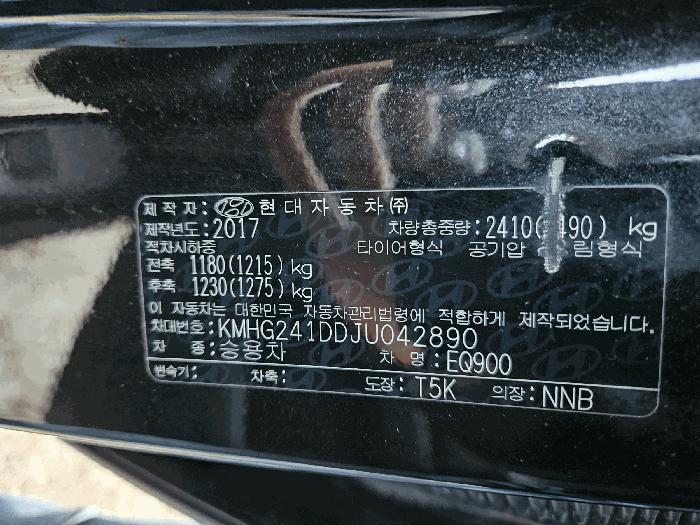 제 작 자: 현대자동차㈜
제작년도:2017 차량총중량:2410( 490) kg
적차시하중 타이어형식 공기압 림형식
전축 1180(1215)kg
후축 1230(1275)kg
이 자동차는 대한민국 자동차관리법령에 적합하게 제작되었습니다.
차대번호:KMHG241DDJU042890
차 종:승용차 차 명:EQ900
변속기: 차축: 도장:T5K 의장:NNB